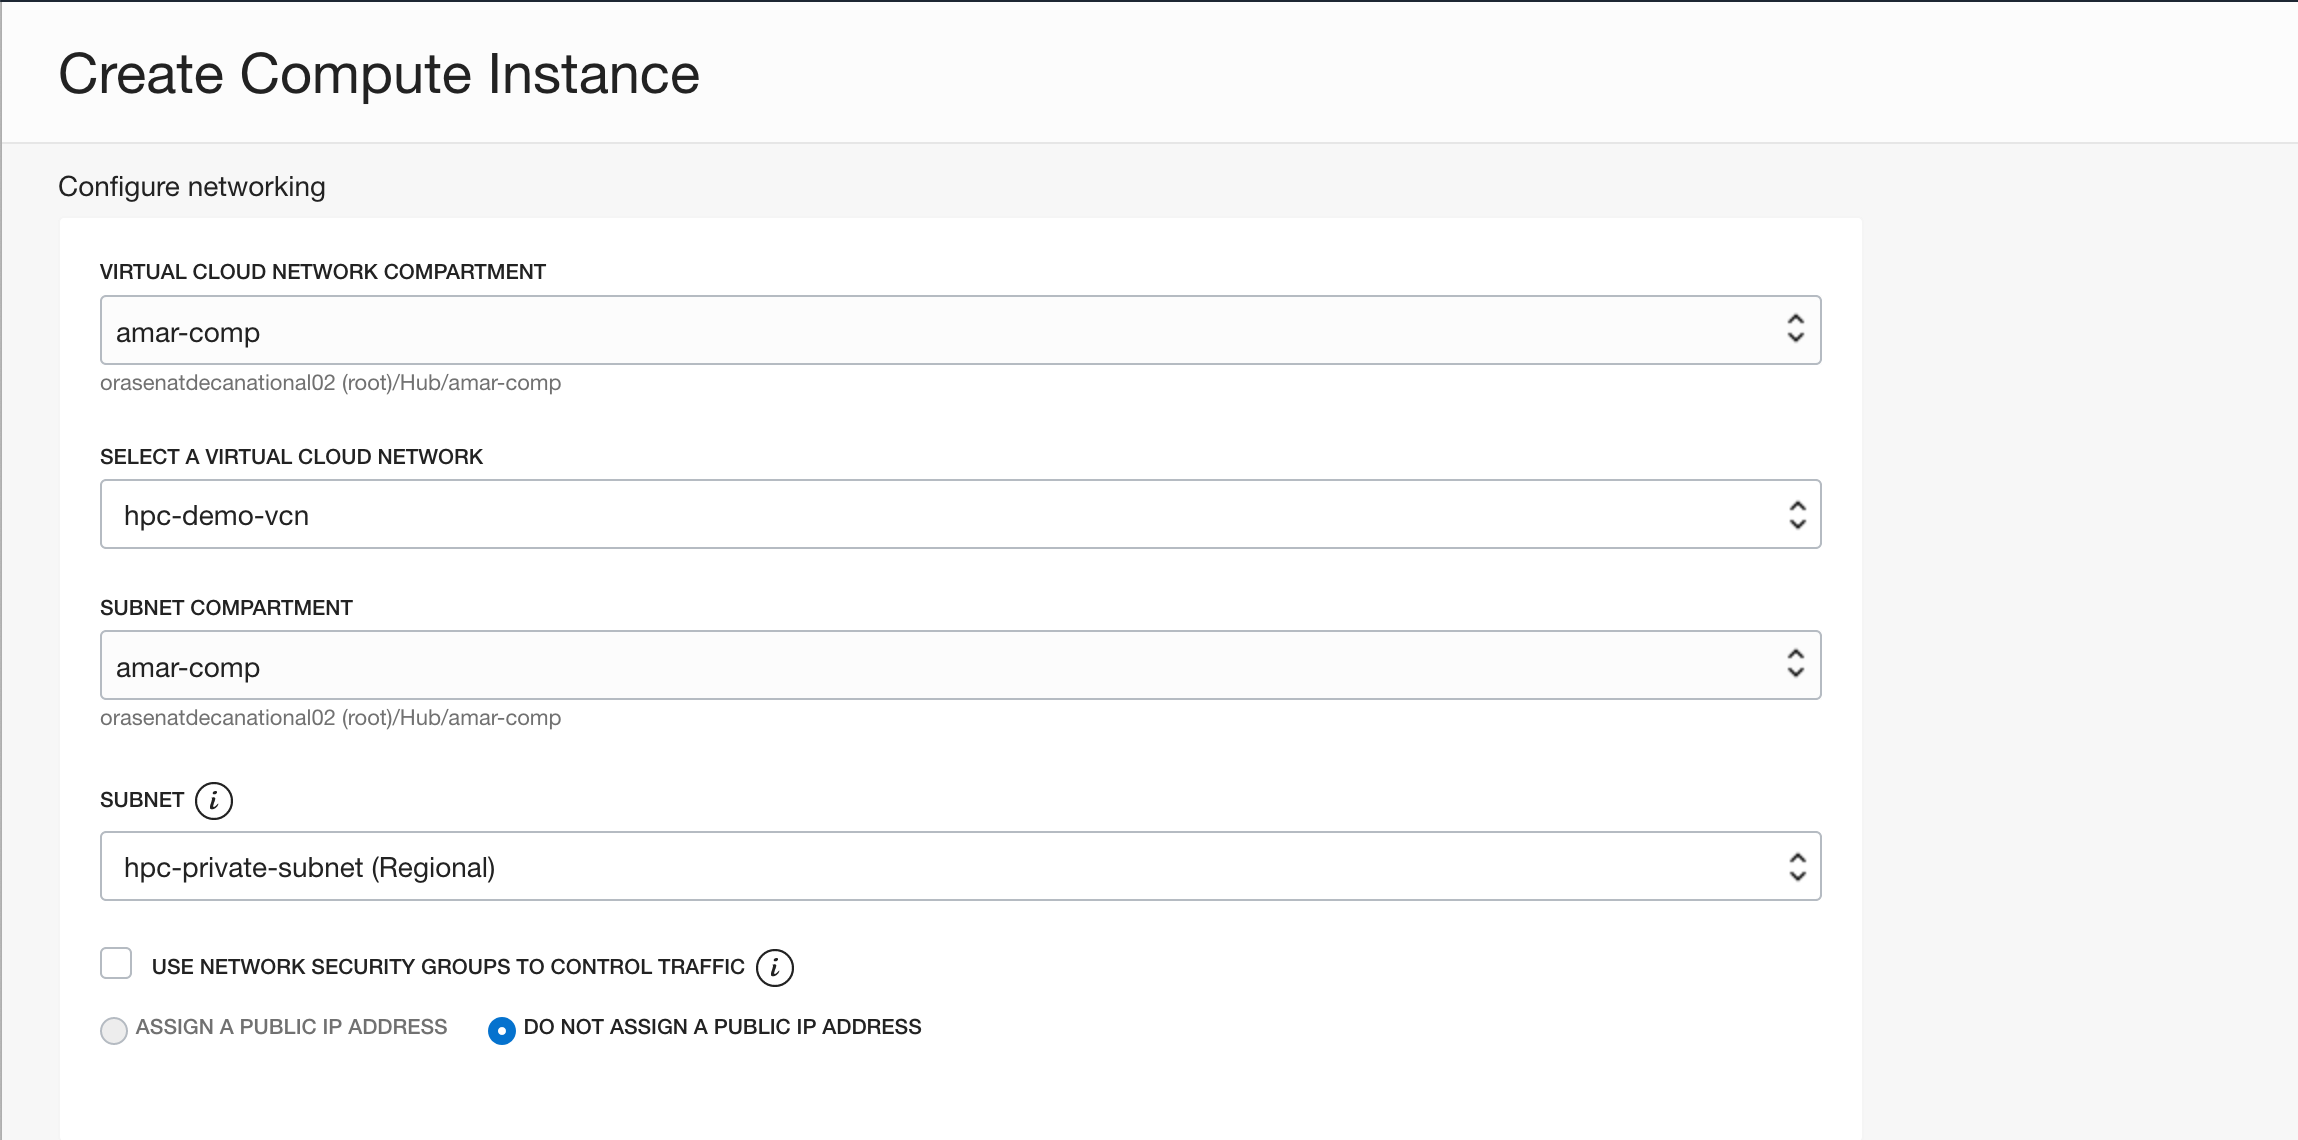 Create Compute Instance
Configure networking
VIRTUAL CLOUD NETWORK COMPARTMENT
amar-comp
orasenatdecanational02 (root)/Hub/amar-comp
SELECT A VIRTUAL CLOUD NETWORK
hpc-demo-vcn
SUBNET COMPARTMENT
amar-comp
orasenatdecanational02 (root)/Hub/amar-comp
SUBNET i
hpc-private-subnet (Regional)
USE NETWORK SECURITY GROUPS TO CONTROL TRAFFIC i
ASSIGN A PUBLIC IP ADDRESS DO NOT ASSIGN A PUBLIC IP ADDRESS